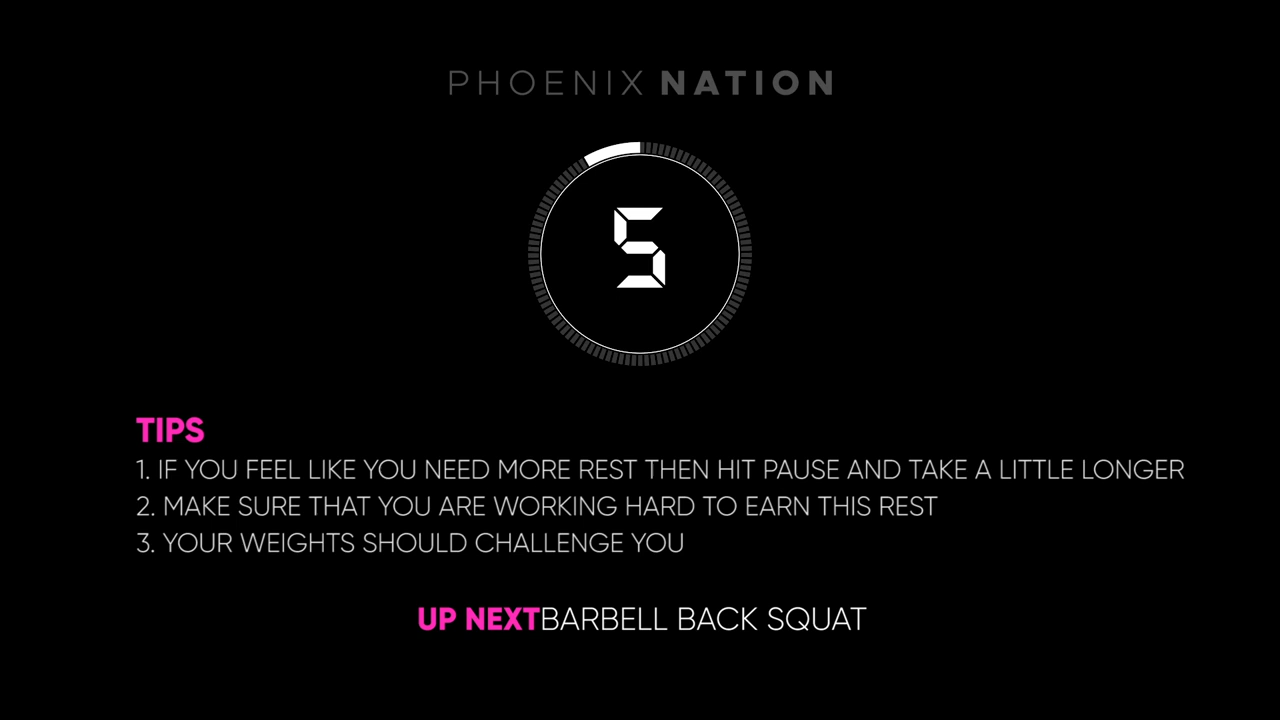 PHOENIX NATION
5
TIPS
1. IF YOU FEEL LIKE YOU NEED MORE REST THEN HIT PAUSE AND TAKE A LITTLE LONGER
2. MAKE SURE THAT YOU ARE WORKING HARD TO EARN THIS REST
3. YOUR WEIGHTS SHOULD CHALLENGE YOU
UP NEXTBARBELL BACK SQUAT